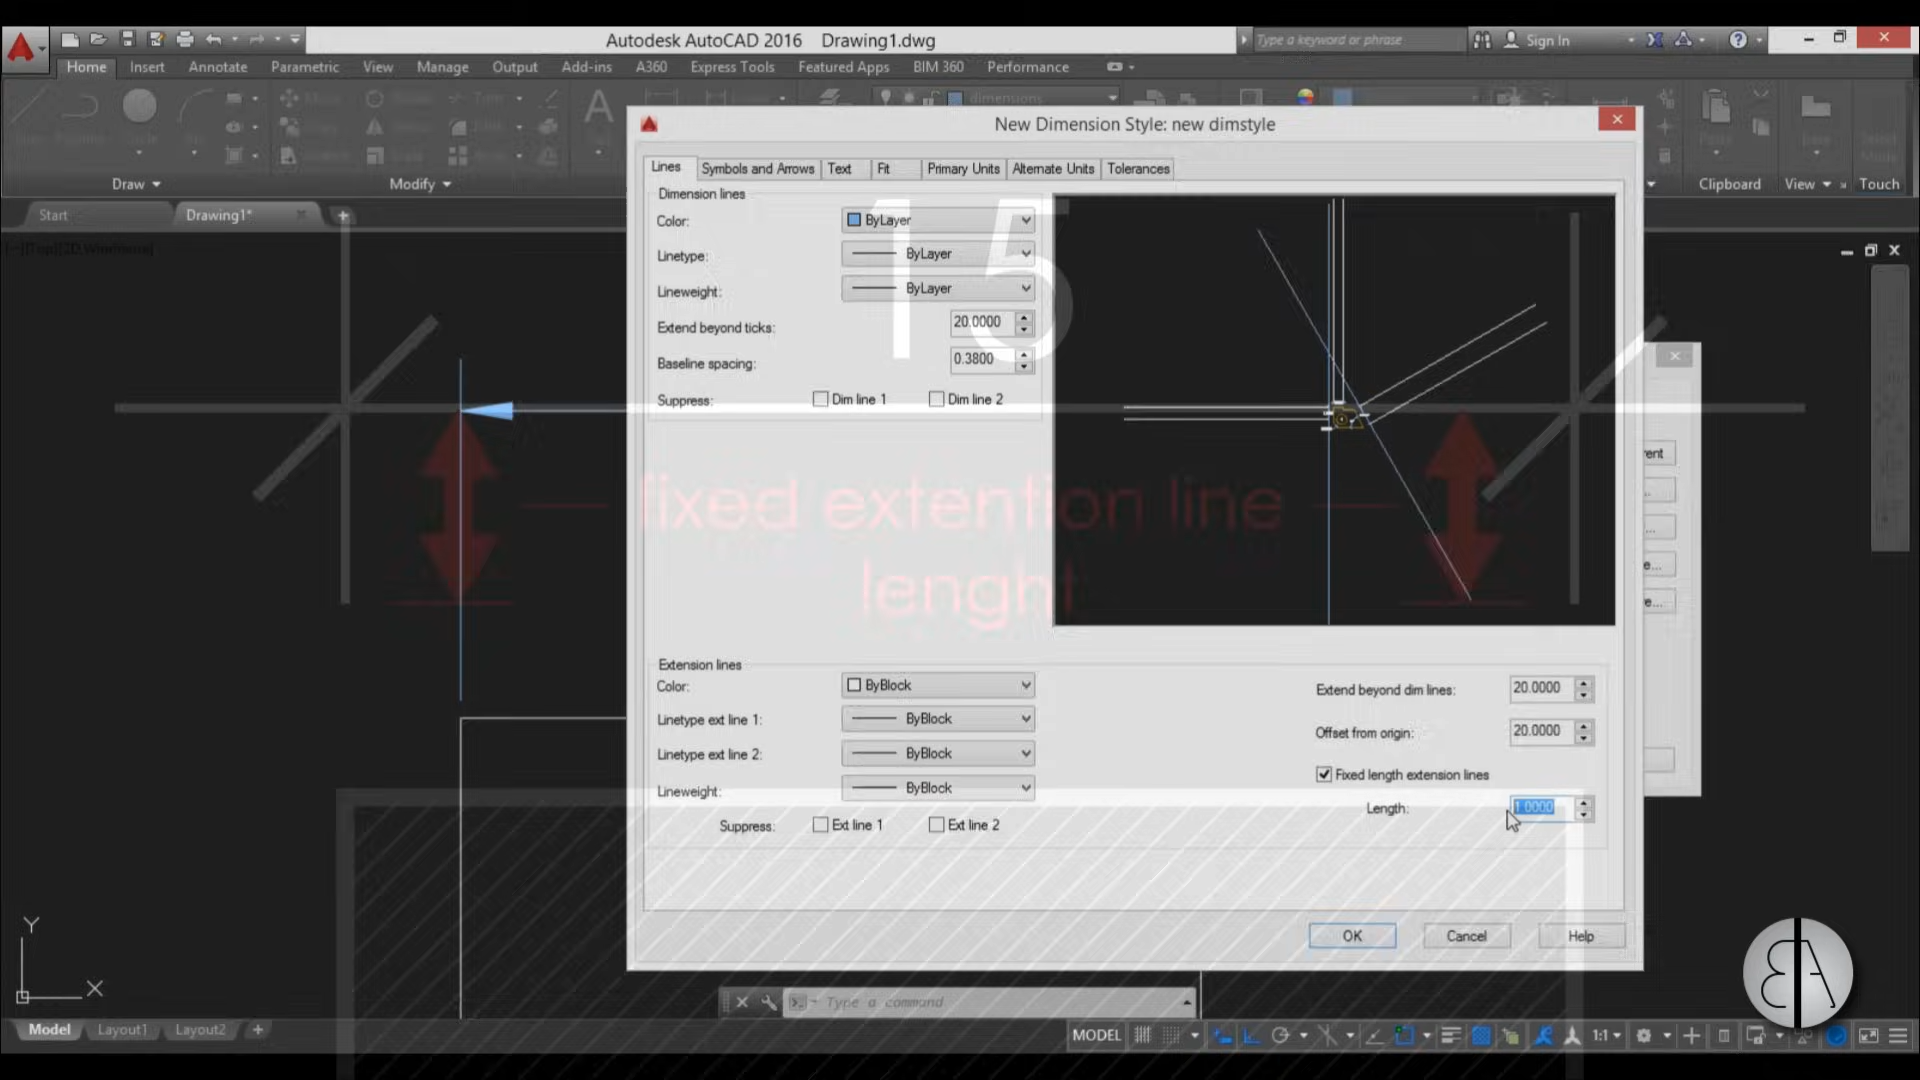 Autodesk AutoCAD 2016 Drawing1.dwg
Type a keyword or phrase
Sign In
Home Insert Annotate Parametric View Manage Output Add-ins A360 Express Tools Featured Apps BIM 360 Performance
dimensions
Draw
Modify
Clipboard
View
Touch
Start
Drawing1*
New Dimension Style: new dimstyle
Lines Symbols and Arrows Text Fit Primary Units Alternate Units Tolerances
Dimension lines
Color: ByLayer
Linetype: ByLayer
Lineweight: ByLayer
Extend beyond ticks: 20.0000
Baseline spacing: 0.3800
Suppress: Dim line 1 Dim line 2
15
fixed extention line
lenght
Extension lines
Color: ByBlock
Linetype ext line 1: ByBlock
Linetype ext line 2: ByBlock
Lineweight: ByBlock
Suppress: Ext line 1 Ext line 2
Extend beyond dim lines: 20.0000
Offset from origin: 20.0000
Fixed length extension lines
Length: 1.0000
OK Cancel Help
Y
X
Type a command
Model Layout1 Layout2
MODEL
1:1
BA